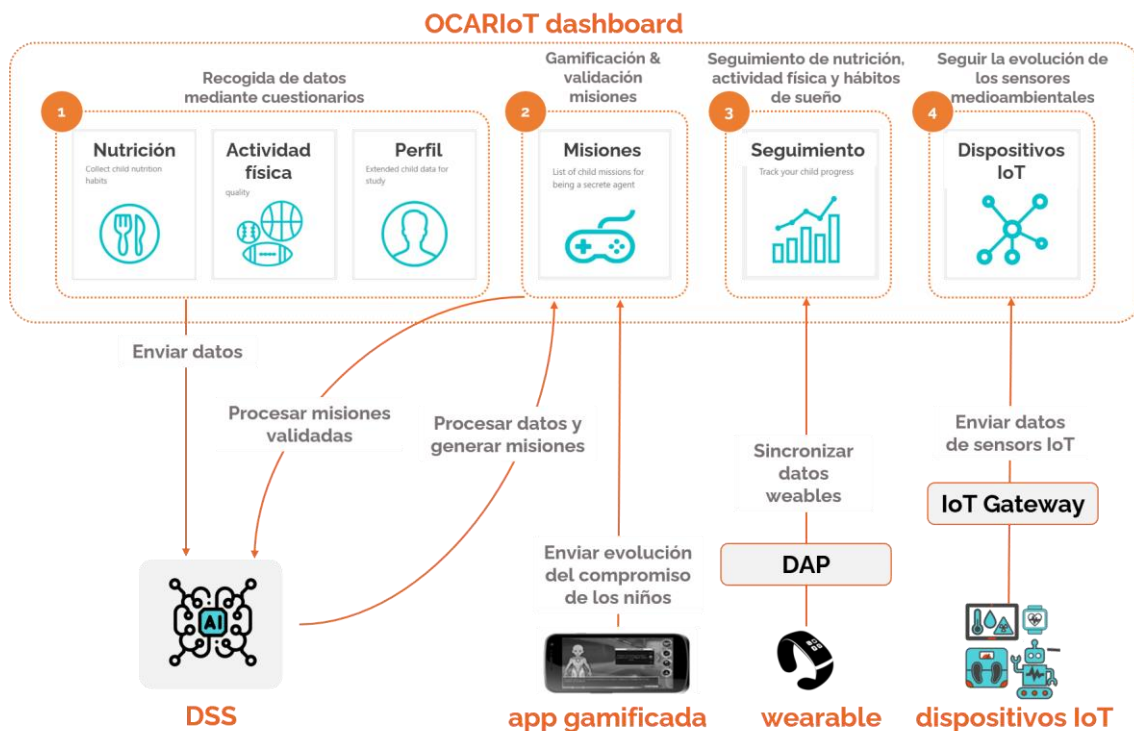 OCARIoT dashboard
Recogida de datos
mediante cuestionarios
Gamificación &
validación
misiones
Seguimiento de nutrición,
actividad física y hábitos
de sueño
Seguir la evolución de
los sensores
medioambientales
1
2
3
4
Nutrición
Collect child nutrition
habits
Actividad
física
quality
Perfil
Extended child data for
study
Misiones
List of child missions for
being a secrete agent
Seguimiento
Track your child progress
Dispositivos
IoT
Enviar datos
Procesar misiones
validadas
Procesar datos y
generar misiones
Sincronizar
datos
weables
Enviar datos
de sensors IoT
IoT Gateway
Enviar evolución
del compromiso
de los niños
DAP
AI
DSS
app gamificada
wearable
dispositivos IoT